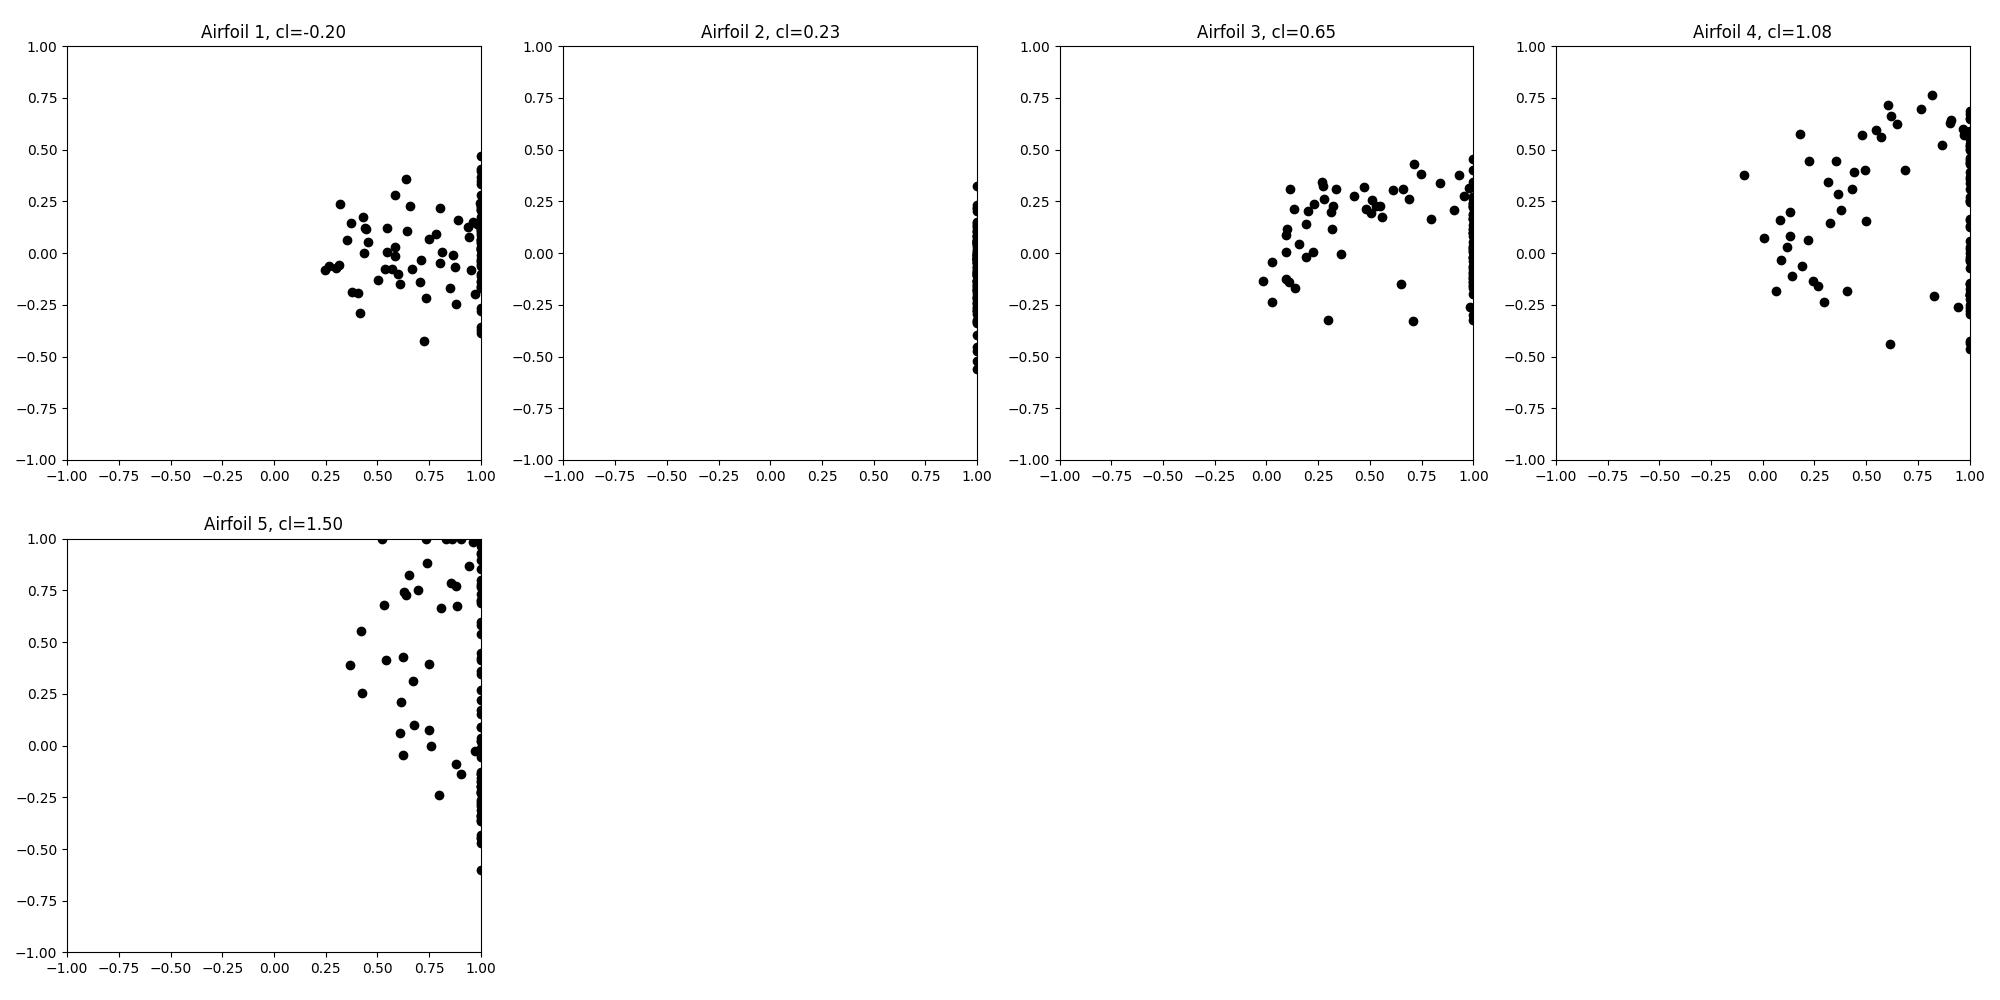 Airfoil 1, cl=-0.20
Airfoil 2, cl=0.23
Airfoil 3, cl=0.65
Airfoil 4, cl=1.08
1.00 1.00 1.00 1.00
0.75 0.75 0.75 0.75
0.50 0.50 0.50 0.50
0.25 0.25 0.25 0.25
0.00 0.00 0.00 0.00
−0.25 −0.25 −0.25 −0.25
−0.50 −0.50 −0.50 −0.50
−0.75 −0.75 −0.75 −0.75
−1.00 −1.00 −1.00 −1.00
−1.00 −0.75 −0.50 −0.25 0.00 0.25 0.50 0.75 1.00
−1.00 −0.75 −0.50 −0.25 0.00 0.25 0.50 0.75 1.00
−1.00 −0.75 −0.50 −0.25 0.00 0.25 0.50 0.75 1.00
−1.00 −0.75 −0.50 −0.25 0.00 0.25 0.50 0.75 1.00
Airfoil 5, cl=1.50
1.00
0.75
0.50
0.25
0.00
−0.25
−0.50
−0.75
−1.00
−1.00 −0.75 −0.50 −0.25 0.00 0.25 0.50 0.75 1.00